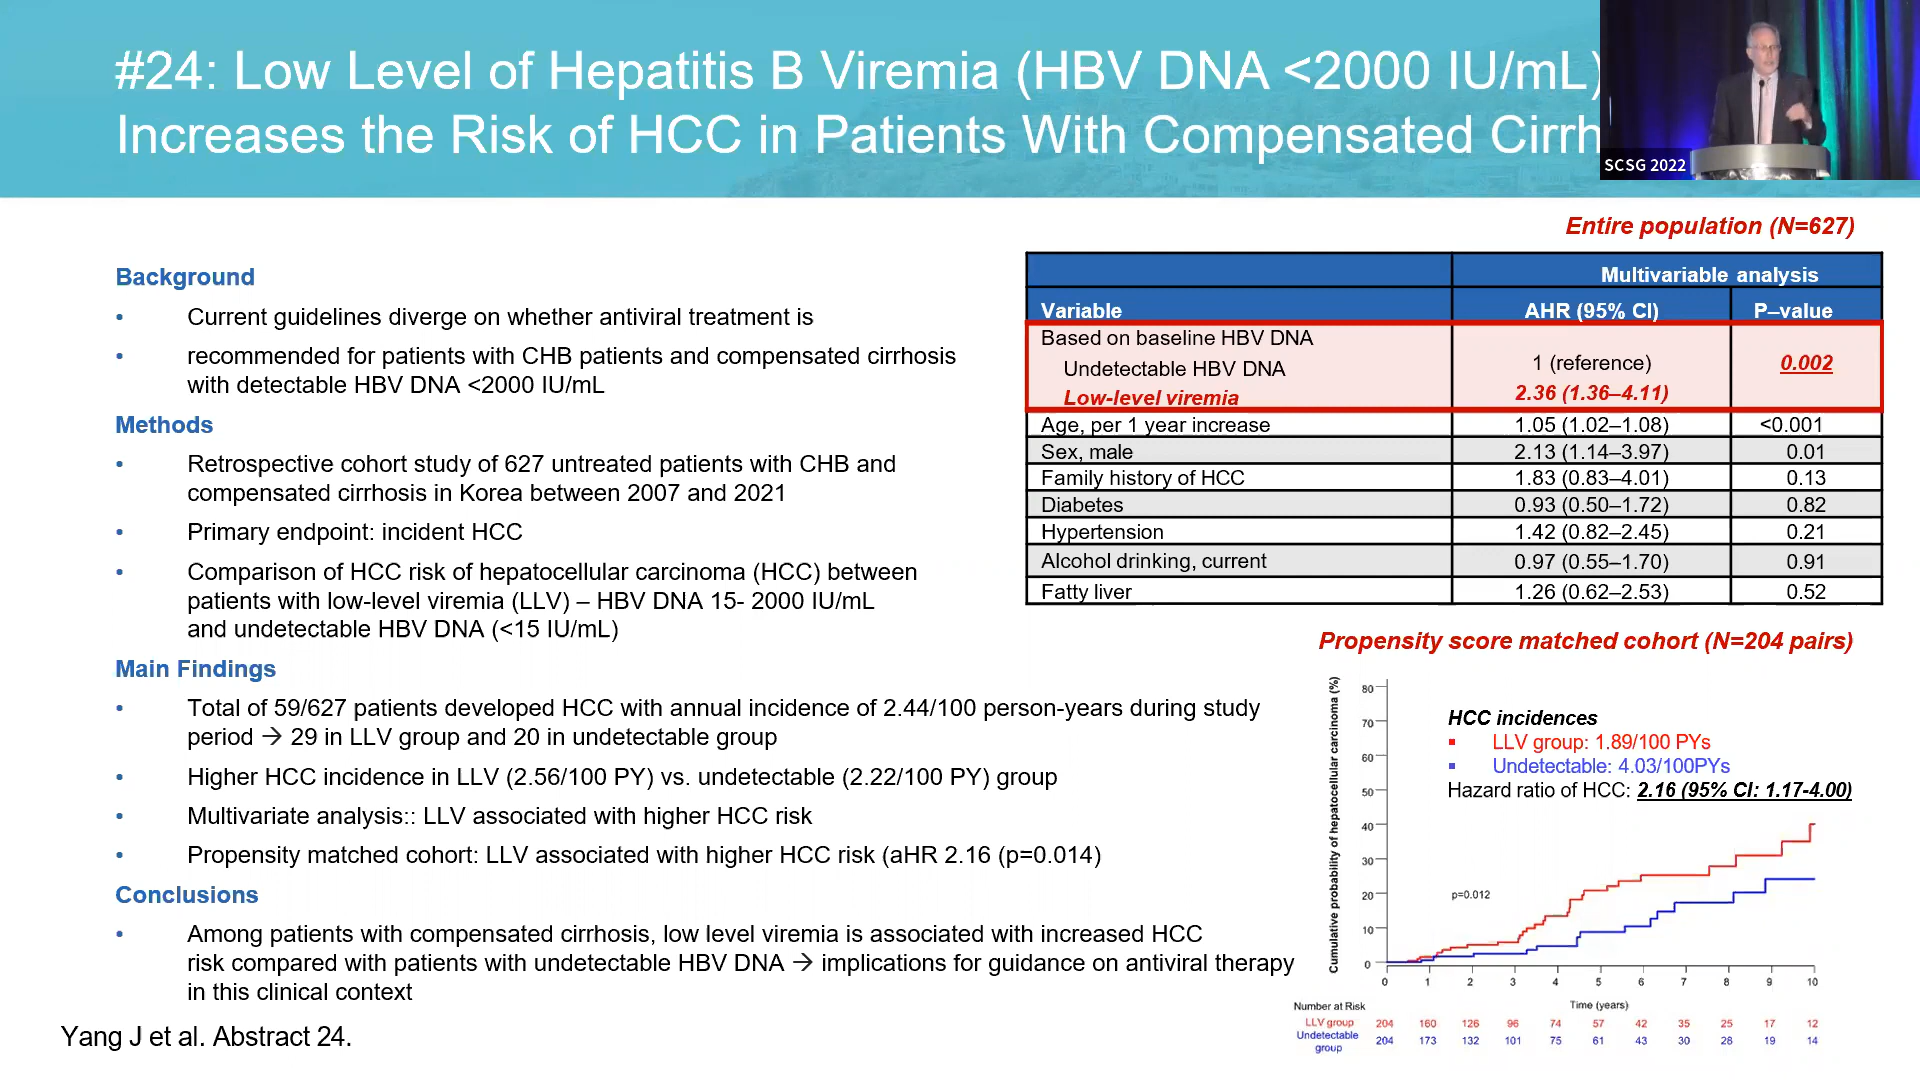 #24: Low Level of Hepatitis B Viremia (HBV DNA <2000 IU/mL)
Increases the Risk of HCC in Patients With Compensated Cirrh
SCSG 2022
Background
• Current guidelines diverge on whether antiviral treatment is
• recommended for patients with CHB patients and compensated cirrhosis
with detectable HBV DNA <2000 IU/mL
Methods
• Retrospective cohort study of 627 untreated patients with CHB and
compensated cirrhosis in Korea between 2007 and 2021
• Primary endpoint: incident HCC
• Comparison of HCC risk of hepatocellular carcinoma (HCC) between
patients with low-level viremia (LLV) – HBV DNA 15- 2000 IU/mL
and undetectable HBV DNA (<15 IU/mL)
Main Findings
• Total of 59/627 patients developed HCC with annual incidence of 2.44/100 person-years during study
period → 29 in LLV group and 20 in undetectable group
• Higher HCC incidence in LLV (2.56/100 PY) vs. undetectable (2.22/100 PY) group
• Multivariate analysis:: LLV associated with higher HCC risk
• Propensity matched cohort: LLV associated with higher HCC risk (aHR 2.16 (p=0.014)
Conclusions
• Among patients with compensated cirrhosis, low level viremia is associated with increased HCC
risk compared with patients with undetectable HBV DNA → implications for guidance on antiviral therapy
in this clinical context
Yang J et al. Abstract 24.
Entire population (N=627)
Multivariable analysis
Variable AHR (95% CI) P–value
Based on baseline HBV DNA
Undetectable HBV DNA 1 (reference) 0.002
Low-level viremia 2.36 (1.36–4.11)
Age, per 1 year increase 1.05 (1.02–1.08) <0.001
Sex, male 2.13 (1.14–3.97) 0.01
Family history of HCC 1.83 (0.83–4.01) 0.13
Diabetes 0.93 (0.50–1.72) 0.82
Hypertension 1.42 (0.82–2.45) 0.21
Alcohol drinking, current 0.97 (0.55–1.70) 0.91
Fatty liver 1.26 (0.62–2.53) 0.52
Propensity score matched cohort (N=204 pairs)
Cumulative probability of hepatocellular carcinoma (%)
80
70
60
50
40
30
20
10
0
HCC incidences
▪ LLV group: 1.89/100 PYs
▪ Undetectable: 4.03/100PYs
Hazard ratio of HCC: 2.16 (95% CI: 1.17-4.00)
p=0.012
0 1 2 3 4 5 6 7 8 9 10
Time (years)
Number at Risk
LLV group 204 160 126 96 74 57 42 35 25 17 12
Undetectable
group 204 173 132 101 75 61 43 30 28 19 14